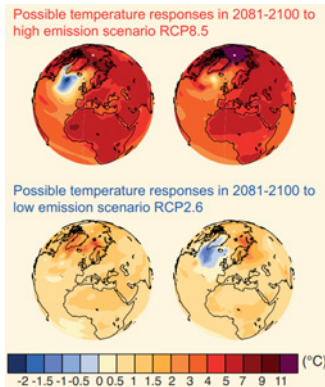 Possible temperature responses in 2081-2100 to
high emission scenario RCP8.5
Possible temperature responses in 2081-2100 to
low emission scenario RCP2.6
(°C)
-2 -1.5 -1 -0.5 0 0.5 1 1.5 2 3 4 5 7 9 11